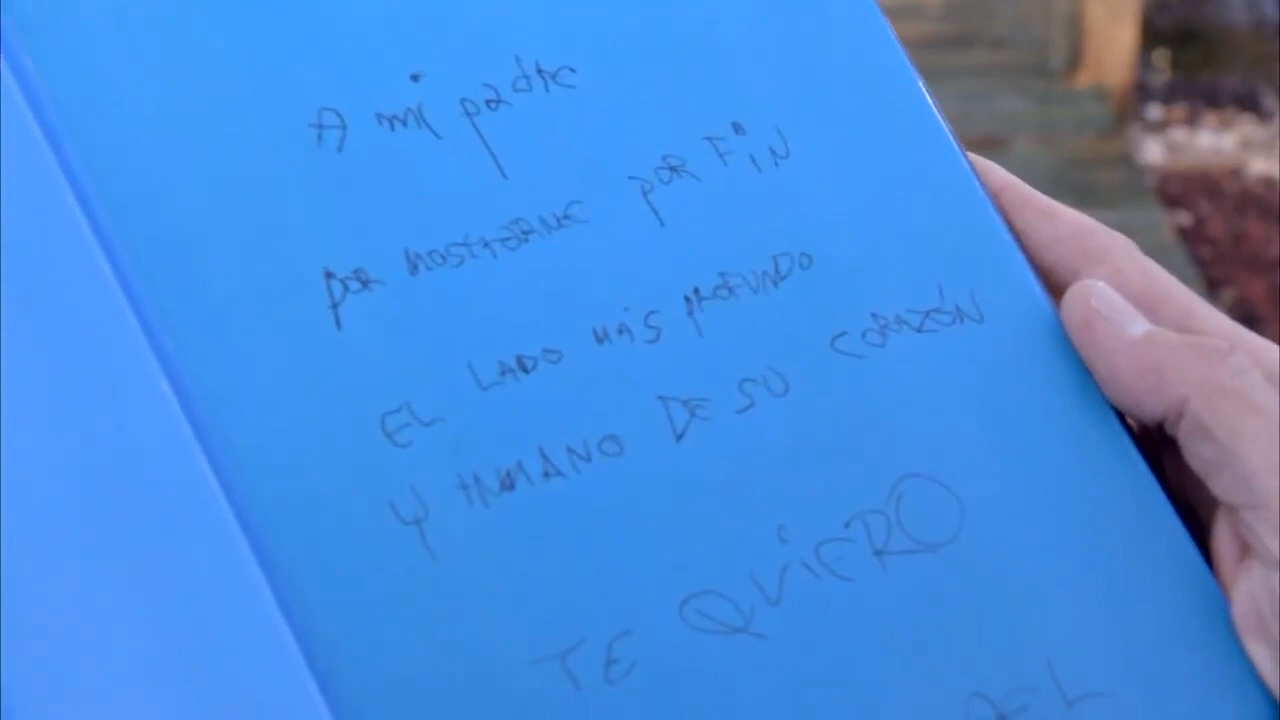 A mi padre
POR MOSTRARME POR FIN
EL LADO MÁS PROFUNDO
Y HUMANO DE SU CORAZÓN
TE QUIERO